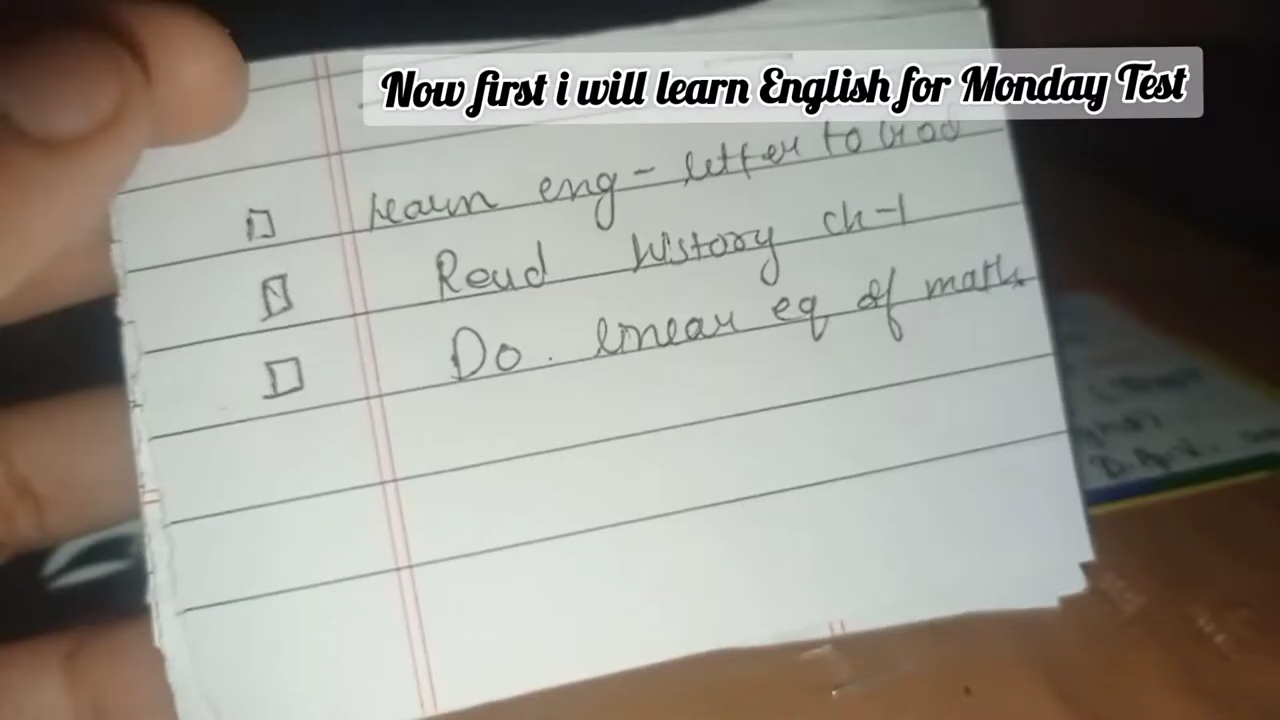 Now first i will learn English for Monday Test
Learn eng - letter to God
Read history ch-1
Do. linear eq of maths